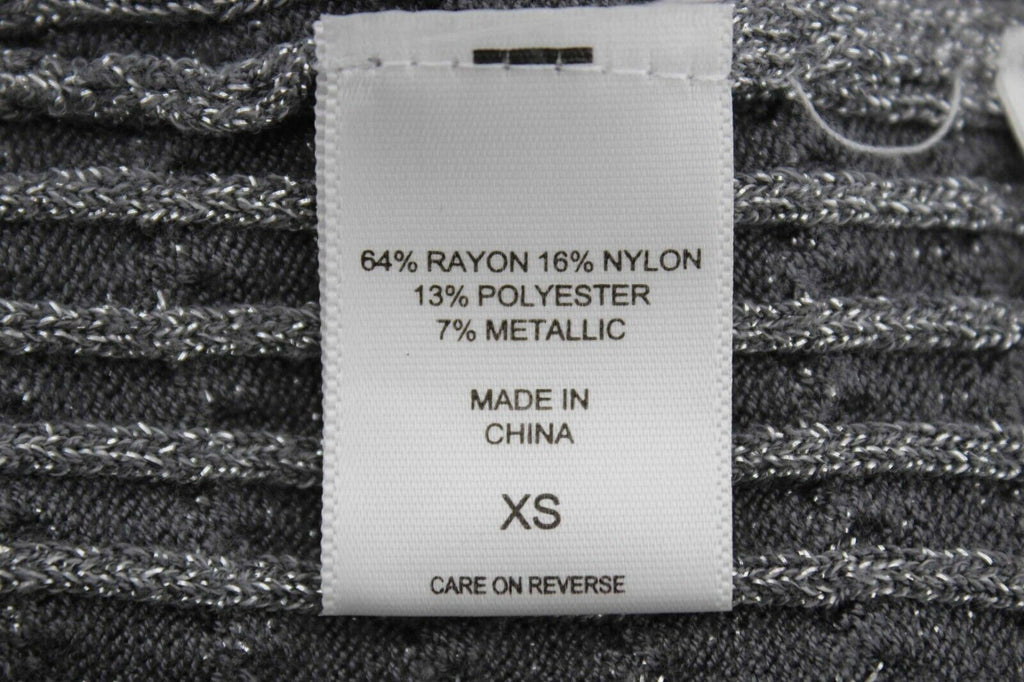 64% RAYON 16% NYLON
13% POLYESTER
7% METALLIC
MADE IN
CHINA
XS
CARE ON REVERSE